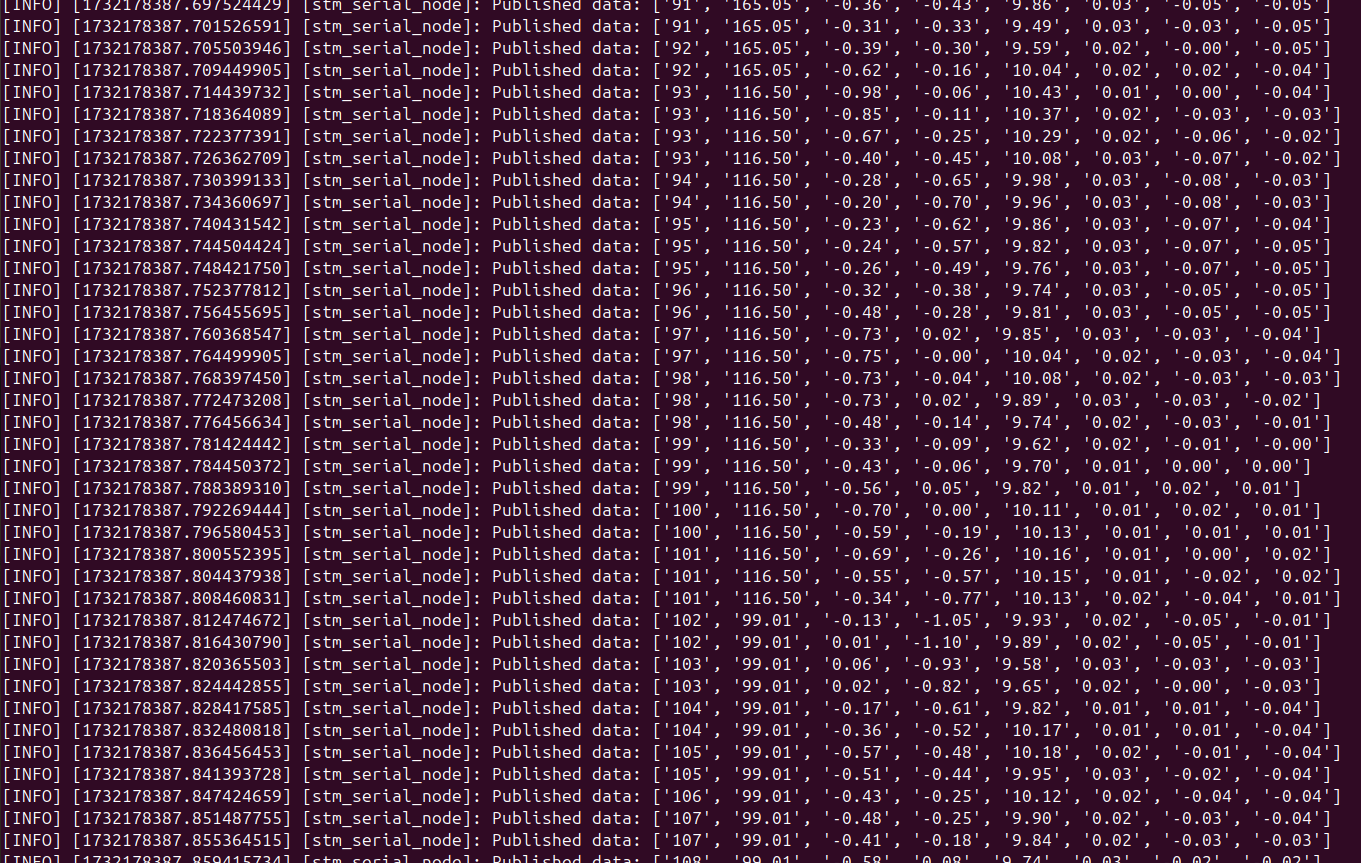 [INFO] [1732178387.697524429] [stm_serial_node]: Published data: ['91', '165.05', '-0.36', '-0.43', '9.86', '0.03', '-0.05', '-0.05']
[INFO] [1732178387.701526591] [stm_serial_node]: Published data: ['91', '165.05', '-0.31', '-0.33', '9.49', '0.03', '-0.03', '-0.05']
[INFO] [1732178387.705503946] [stm_serial_node]: Published data: ['92', '165.05', '-0.39', '-0.30', '9.59', '0.02', '-0.00', '-0.05']
[INFO] [1732178387.709449905] [stm_serial_node]: Published data: ['92', '165.05', '-0.62', '-0.16', '10.04', '0.02', '0.02', '-0.04']
[INFO] [1732178387.714439732] [stm_serial_node]: Published data: ['93', '116.50', '-0.98', '-0.06', '10.43', '0.01', '0.00', '-0.04']
[INFO] [1732178387.718364089] [stm_serial_node]: Published data: ['93', '116.50', '-0.85', '-0.11', '10.37', '0.02', '-0.03', '-0.03']
[INFO] [1732178387.722377391] [stm_serial_node]: Published data: ['93', '116.50', '-0.67', '-0.25', '10.29', '0.02', '-0.06', '-0.02']
[INFO] [1732178387.726362709] [stm_serial_node]: Published data: ['93', '116.50', '-0.40', '-0.45', '10.08', '0.03', '-0.07', '-0.02']
[INFO] [1732178387.730399133] [stm_serial_node]: Published data: ['94', '116.50', '-0.28', '-0.65', '9.98', '0.03', '-0.08', '-0.03']
[INFO] [1732178387.734360697] [stm_serial_node]: Published data: ['94', '116.50', '-0.20', '-0.70', '9.96', '0.03', '-0.08', '-0.03']
[INFO] [1732178387.740431542] [stm_serial_node]: Published data: ['95', '116.50', '-0.23', '-0.62', '9.86', '0.03', '-0.07', '-0.04']
[INFO] [1732178387.744504424] [stm_serial_node]: Published data: ['95', '116.50', '-0.24', '-0.57', '9.82', '0.03', '-0.07', '-0.05']
[INFO] [1732178387.748421750] [stm_serial_node]: Published data: ['95', '116.50', '-0.26', '-0.49', '9.76', '0.03', '-0.07', '-0.05']
[INFO] [1732178387.752377812] [stm_serial_node]: Published data: ['96', '116.50', '-0.32', '-0.38', '9.74', '0.03', '-0.05', '-0.05']
[INFO] [1732178387.756455695] [stm_serial_node]: Published data: ['96', '116.50', '-0.48', '-0.28', '9.81', '0.03', '-0.05', '-0.05']
[INFO] [1732178387.760368547] [stm_serial_node]: Published data: ['97', '116.50', '-0.73', '0.02', '9.85', '0.03', '-0.03', '-0.04']
[INFO] [1732178387.764499905] [stm_serial_node]: Published data: ['97', '116.50', '-0.75', '-0.00', '10.04', '0.02', '-0.03', '-0.04']
[INFO] [1732178387.768397450] [stm_serial_node]: Published data: ['98', '116.50', '-0.73', '-0.04', '10.08', '0.02', '-0.03', '-0.03']
[INFO] [1732178387.772473208] [stm_serial_node]: Published data: ['98', '116.50', '-0.73', '0.02', '9.89', '0.03', '-0.03', '-0.02']
[INFO] [1732178387.776456634] [stm_serial_node]: Published data: ['98', '116.50', '-0.48', '-0.14', '9.74', '0.02', '-0.03', '-0.01']
[INFO] [1732178387.781424442] [stm_serial_node]: Published data: ['99', '116.50', '-0.33', '-0.09', '9.62', '0.02', '-0.01', '-0.00']
[INFO] [1732178387.784450372] [stm_serial_node]: Published data: ['99', '116.50', '-0.43', '-0.06', '9.70', '0.01', '0.00', '0.00']
[INFO] [1732178387.788389310] [stm_serial_node]: Published data: ['99', '116.50', '-0.56', '0.05', '9.82', '0.01', '0.02', '0.01']
[INFO] [1732178387.792269444] [stm_serial_node]: Published data: ['100', '116.50', '-0.70', '0.00', '10.11', '0.01', '0.02', '0.01']
[INFO] [1732178387.796580453] [stm_serial_node]: Published data: ['100', '116.50', '-0.59', '-0.19', '10.13', '0.01', '0.01', '0.01']
[INFO] [1732178387.800552395] [stm_serial_node]: Published data: ['101', '116.50', '-0.69', '-0.26', '10.16', '0.01', '0.00', '0.02']
[INFO] [1732178387.804437938] [stm_serial_node]: Published data: ['101', '116.50', '-0.55', '-0.57', '10.15', '0.01', '-0.02', '0.02']
[INFO] [1732178387.808460831] [stm_serial_node]: Published data: ['101', '116.50', '-0.34', '-0.77', '10.13', '0.02', '-0.04', '0.01']
[INFO] [1732178387.812474672] [stm_serial_node]: Published data: ['102', '99.01', '-0.13', '-1.05', '9.93', '0.02', '-0.05', '-0.01']
[INFO] [1732178387.816430790] [stm_serial_node]: Published data: ['102', '99.01', '0.01', '-1.10', '9.89', '0.02', '-0.05', '-0.01']
[INFO] [1732178387.820365503] [stm_serial_node]: Published data: ['103', '99.01', '0.06', '-0.93', '9.58', '0.03', '-0.03', '-0.03']
[INFO] [1732178387.824442855] [stm_serial_node]: Published data: ['103', '99.01', '0.02', '-0.82', '9.65', '0.02', '-0.00', '-0.03']
[INFO] [1732178387.828417585] [stm_serial_node]: Published data: ['104', '99.01', '-0.17', '-0.61', '9.82', '0.01', '0.01', '-0.04']
[INFO] [1732178387.832480818] [stm_serial_node]: Published data: ['104', '99.01', '-0.36', '-0.52', '10.17', '0.01', '0.01', '-0.04']
[INFO] [1732178387.836456453] [stm_serial_node]: Published data: ['105', '99.01', '-0.57', '-0.48', '10.18', '0.02', '-0.01', '-0.04']
[INFO] [1732178387.841393728] [stm_serial_node]: Published data: ['105', '99.01', '-0.51', '-0.44', '9.95', '0.03', '-0.02', '-0.04']
[INFO] [1732178387.847424659] [stm_serial_node]: Published data: ['106', '99.01', '-0.43', '-0.25', '10.12', '0.02', '-0.04', '-0.04']
[INFO] [1732178387.851487755] [stm_serial_node]: Published data: ['107', '99.01', '-0.48', '-0.25', '9.90', '0.02', '-0.03', '-0.04']
[INFO] [1732178387.855364515] [stm_serial_node]: Published data: ['107', '99.01', '-0.41', '-0.18', '9.84', '0.02', '-0.03', '-0.03']
[INFO] [1732178387.859415734] [stm_serial_node]: Published data: ['108', '99.01',